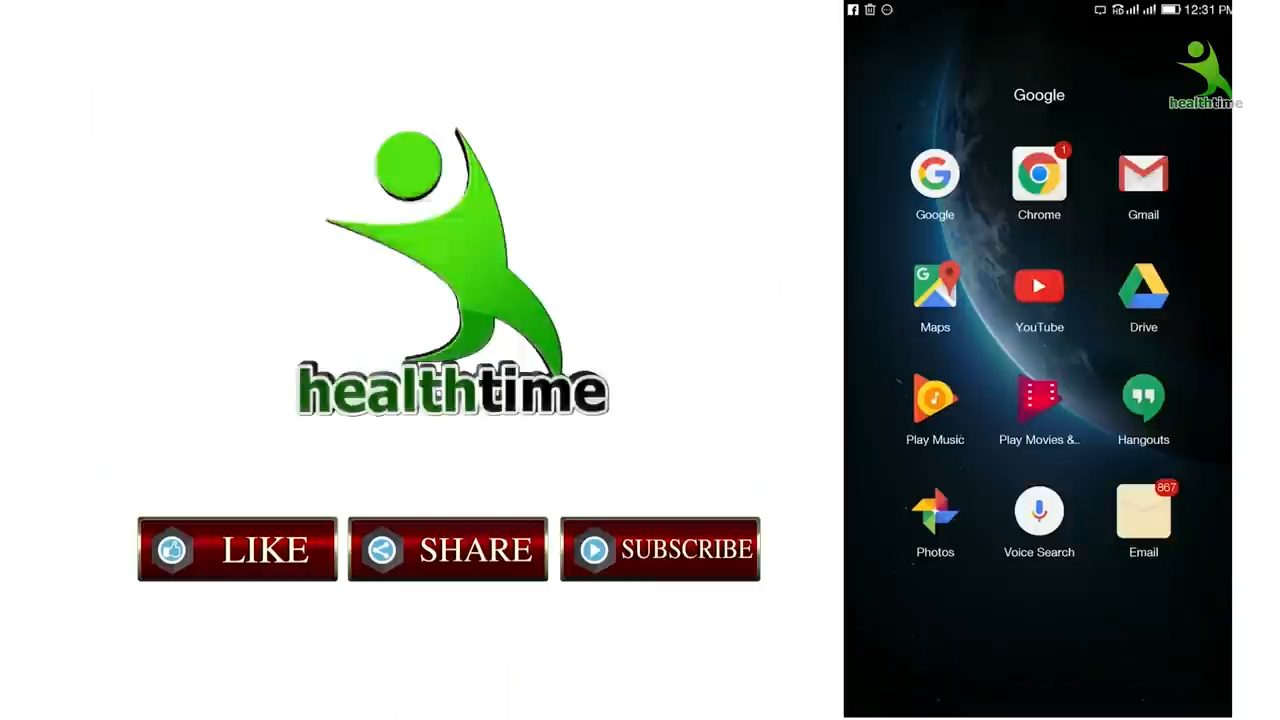 healthtime
LIKE
SHARE
SUBSCRIBE
HD
12:31 PM
healthtime
Google
1
Google
Chrome
Gmail
G
Maps
YouTube
Drive
Play Music
Play Movies &..
Hangouts
867
Photos
Voice Search
Email